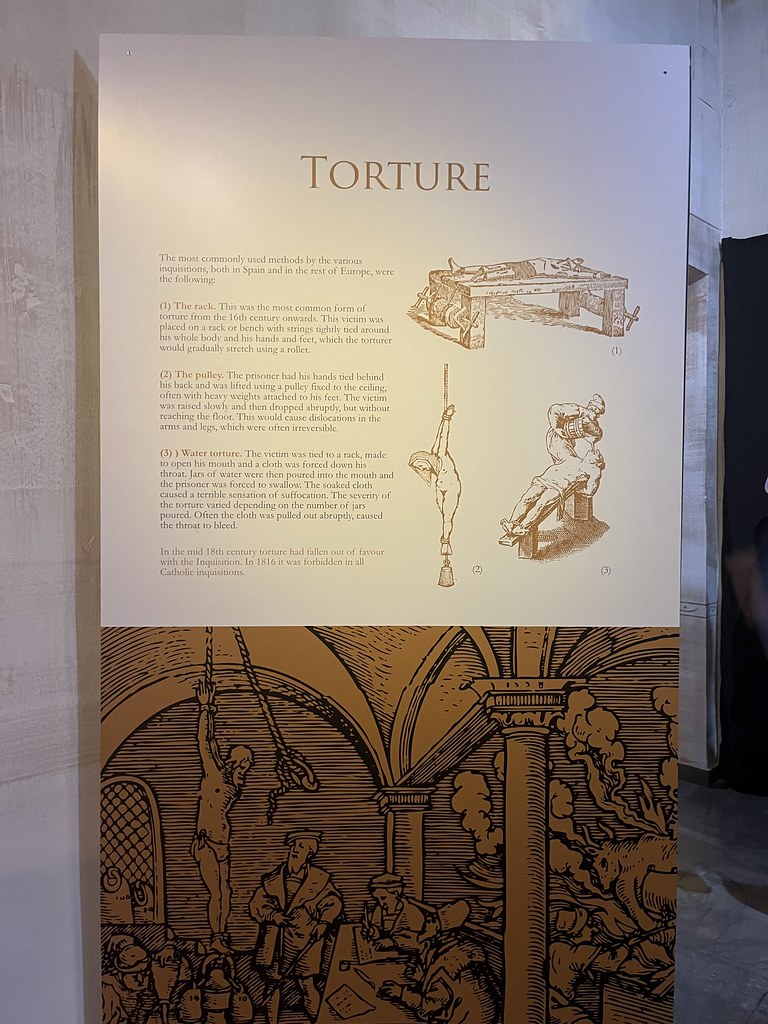 TORTURE
The most commonly used methods by the various
inquisitions, both in Spain and in the rest of Europe, were
the following:
(1) The rack. This was the most common form of
torture from the 16th century onwards. This victim was
placed on a rack or bench with strings tightly tied around
his whole body and his hands and feet, which the torturer
would gradually stretch using a roller.
(2) The pulley. The prisoner had his hands tied behind
his back and was lifted using a pulley fixed to the ceiling,
often with heavy weights attached to his feet. The victim
was raised slowly and then dropped abruptly, but without
reaching the floor. This would cause dislocations in the
arms and legs, which were often irreversible.
(3) ) Water torture. The victim was tied to a rack, made
to open his mouth and a cloth was forced down his
throat. Jars of water were then poured into the mouth and
the prisoner was forced to swallow. The soaked cloth
caused a terrible sensation of suffocation. The severity of
the torture varied depending on the number of jars
poured. Often the cloth was pulled out abruptly, caused
the throat to bleed.
In the mid 18th century torture had fallen out of favour
with the Inquisition. In 1816 it was forbidden in all
Catholic inquisitions.
(1)
(2)
(3)